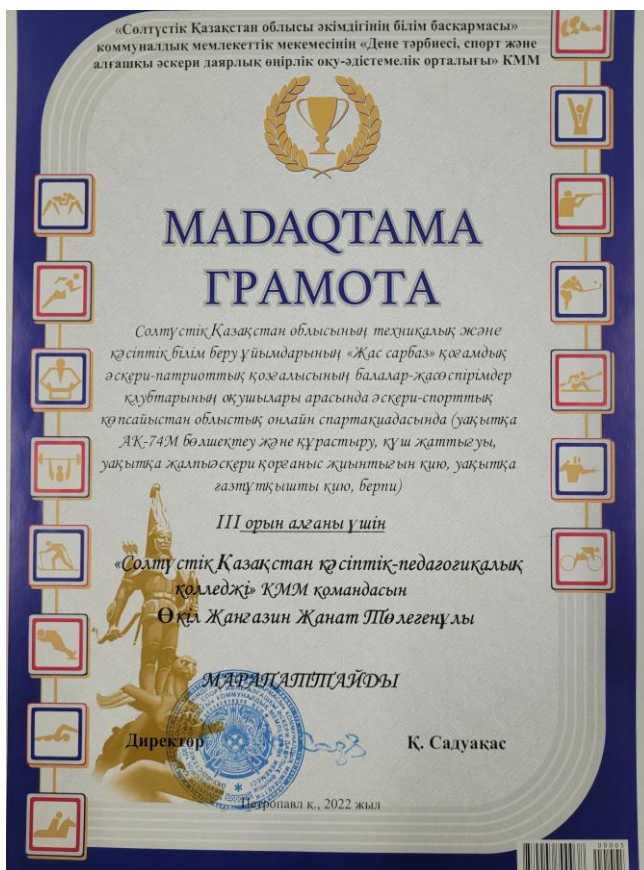 «Солтүстік Қазақстан облысы әкімдігінің білім басқармасы»
коммуналдық мемлекеттік мекемесінің «Дене тәрбиесі, спорт және
алғашқы әскери даярлық өңірлік оқу-әдістемелік орталығы» КММ
MADAQTAMA
ГРАМОТА
Солтүстік Қазақстан облысының техникалық және
кәсіптік білім беру ұйымдарының «Жас сарбаз» қоғамдық
әскери-патриоттық қозғалысының балалар-жасөспірімдер
клубтарының оқушылары арасында әскери-спорттық
көпсайыстан облыстық онлайн спартакиадасында (уақытқа
АК-74М бөлшектеу және құрастыру, күш жаттығуы,
уақытқа жалпыәскери қорғаныс жиынтығын кию, уақытқа
газтұтқышты кию, берпи)
III орын алғаны үшін
«Солтүстік Қазақстан кәсіптік-педагогикалық
колледжі» КММ командасын
Өкіл Жанғазин Жанат Төлегенұлы
МАРАПАТТАЙДЫ
Директор Қ. Садуақас
Петропавл қ., 2022 жыл
00005